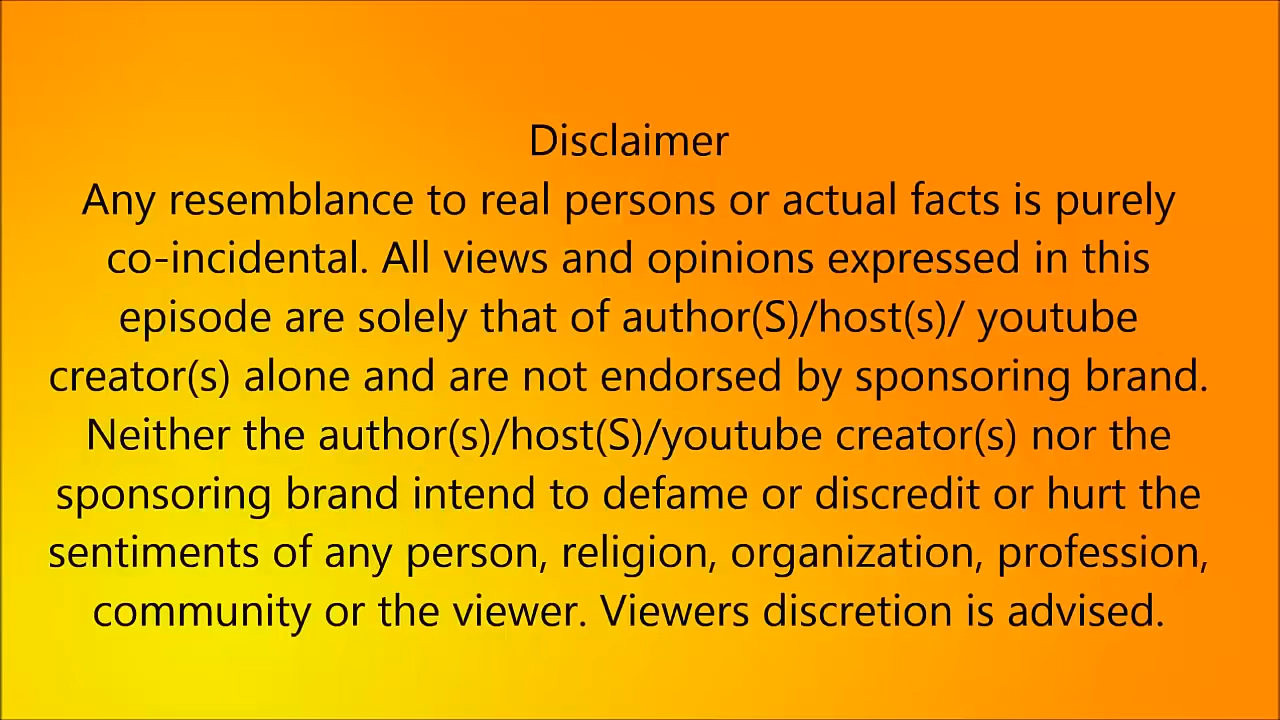 Disclaimer
Any resemblance to real persons or actual facts is purely
co-incidental. All views and opinions expressed in this
episode are solely that of author(S)/host(s)/ youtube
creator(s) alone and are not endorsed by sponsoring brand.
Neither the author(s)/host(S)/youtube creator(s) nor the
sponsoring brand intend to defame or discredit or hurt the
sentiments of any person, religion, organization, profession,
community or the viewer. Viewers discretion is advised.